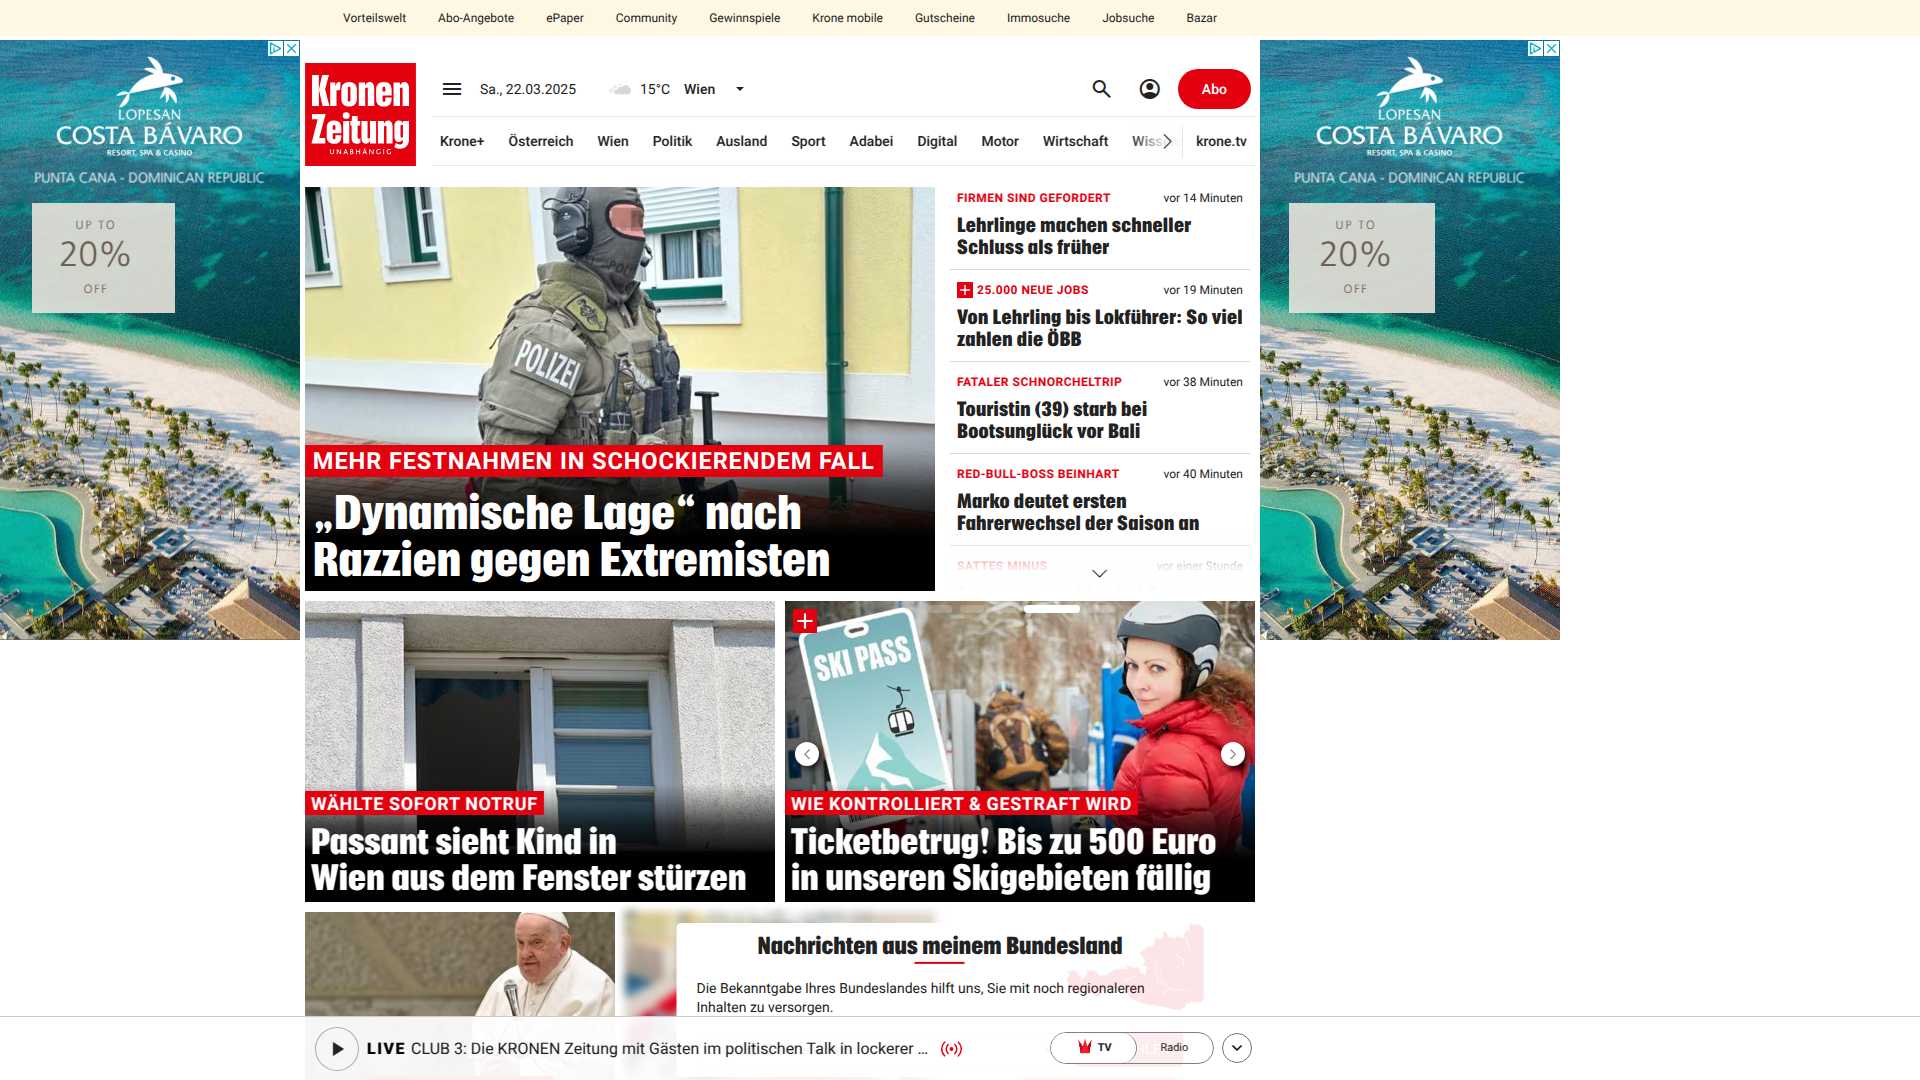 Vorteilswelt Abo-Angebote ePaper Community Gewinnspiele Krone mobile Gutscheine Immosuche Jobsuche Bazar
LOPESAN
COSTA BÁVARO
RESORT, SPA & CASINO
PUNTA CANA - DOMINICAN REPUBLIC
UP TO
20%
OFF
Kronen
Zeitung
UNABHÄNGIG
Sa., 22.03.2025 15°C Wien
Abo
Krone+ Österreich Wien Politik Ausland Sport Adabei Digital Motor Wirtschaft Wiss krone.tv
POLIZEI
MEHR FESTNAHMEN IN SCHOCKIERENDEM FALL
„Dynamische Lage“ nach
Razzien gegen Extremisten
FIRMEN SIND GEFORDERT vor 14 Minuten
Lehrlinge machen schneller
Schluss als früher
25.000 NEUE JOBS vor 19 Minuten
Von Lehrling bis Lokführer: So viel
zahlen die ÖBB
FATALER SCHNORCHELTRIP vor 38 Minuten
Touristin (39) starb bei
Bootsunglück vor Bali
RED-BULL-BOSS BEINHART vor 40 Minuten
Marko deutet ersten
Fahrerwechsel der Saison an
SATTES MINUS vor einer Stunde
LOPESAN
COSTA BÁVARO
RESORT, SPA & CASINO
PUNTA CANA - DOMINICAN REPUBLIC
UP TO
20%
OFF
WÄHLTE SOFORT NOTRUF
Passant sieht Kind in
Wien aus dem Fenster stürzen
SKI PASS
WIE KONTROLLIERT & GESTRAFT WIRD
Ticketbetrug! Bis zu 500 Euro
in unseren Skigebieten fällig
Nachrichten aus meinem Bundesland
Die Bekanntgabe Ihres Bundeslandes hilft uns, Sie mit noch regionaleren
Inhalten zu versorgen.
LIVE CLUB 3: Die KRONEN Zeitung mit Gästen im politischen Talk in lockerer ...
TV Radio